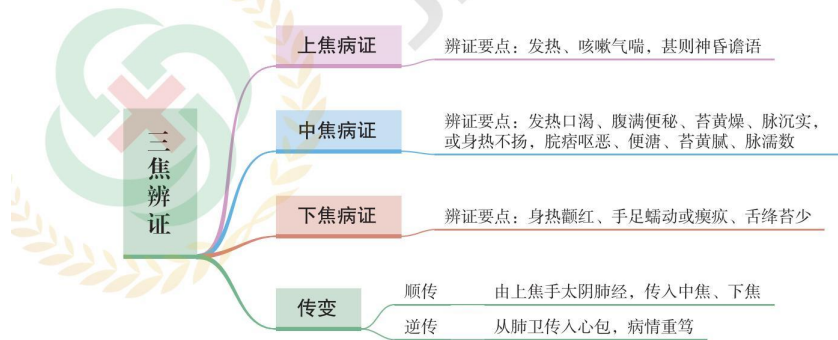 三焦辨证
上焦病证
辨证要点：发热、咳嗽气喘，甚则神昏谵语
中焦病证
辨证要点：发热口渴、腹满便秘、苔黄燥、脉沉实，
或身热不扬，脘痞呕恶、便溏、苔黄腻、脉濡数
下焦病证
辨证要点：身热颧红、手足蠕动或瘈疭、舌绛苔少
传变
顺传
由上焦手太阴肺经，传入中焦、下焦
逆传
从肺卫传入心包，病情重笃